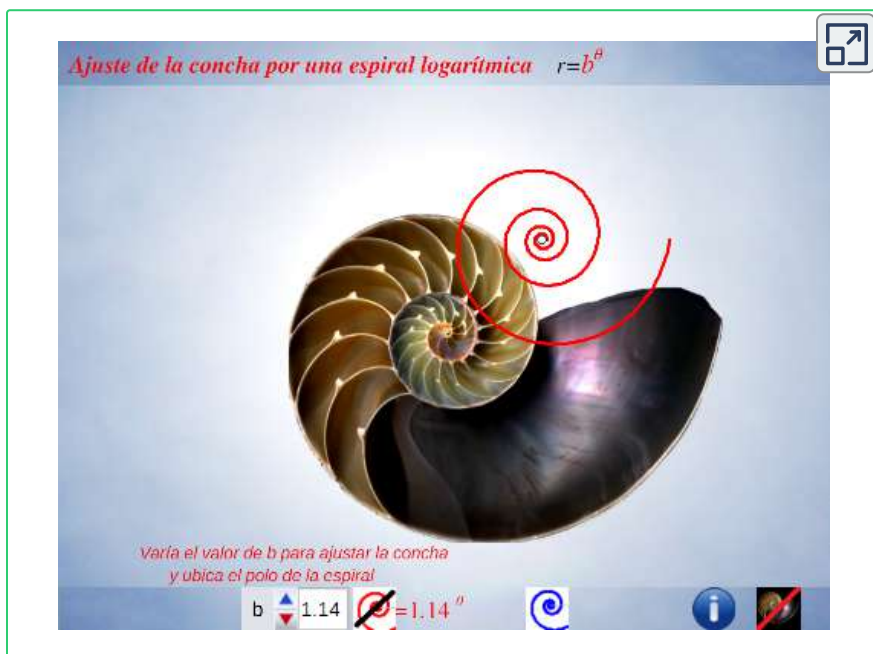 Ajuste de la concha por una espiral logarítmica r=b^θ
Varía el valor de b para ajustar la concha
y ubica el polo de la espiral
b 1.14 =1.14^θ
i